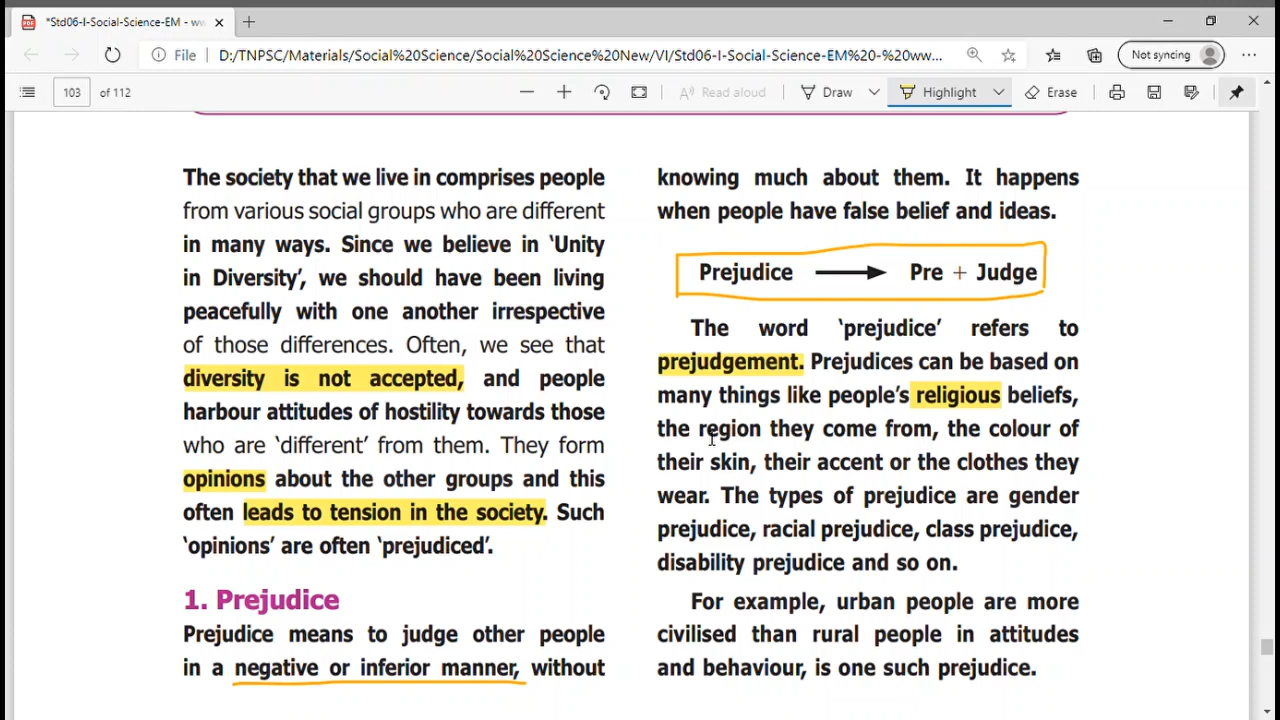 *Std06-I-Social-Science-EM - ww
File
D:/TNPSC/Materials/Social%20Science/Social%20Science%20New/VI/Std06-I-Social-Science-EM%20-%20ww...
Not syncing
103 of 112
Read aloud
Draw
Highlight
Erase
The society that we live in comprises people
from various social groups who are different
in many ways. Since we believe in ‘Unity
in Diversity’, we should have been living
peacefully with one another irrespective
of those differences. Often, we see that
diversity is not accepted, and people
harbour attitudes of hostility towards those
who are ‘different’ from them. They form
opinions about the other groups and this
often leads to tension in the society. Such
‘opinions’ are often ‘prejudiced’.
1. Prejudice
Prejudice means to judge other people
in a negative or inferior manner, without
knowing much about them. It happens
when people have false belief and ideas.
Prejudice → Pre + Judge
The word ‘prejudice’ refers to
prejudgement. Prejudices can be based on
many things like people’s religious beliefs,
the region they come from, the colour of
their skin, their accent or the clothes they
wear. The types of prejudice are gender
prejudice, racial prejudice, class prejudice,
disability prejudice and so on.
For example, urban people are more
civilised than rural people in attitudes
and behaviour, is one such prejudice.